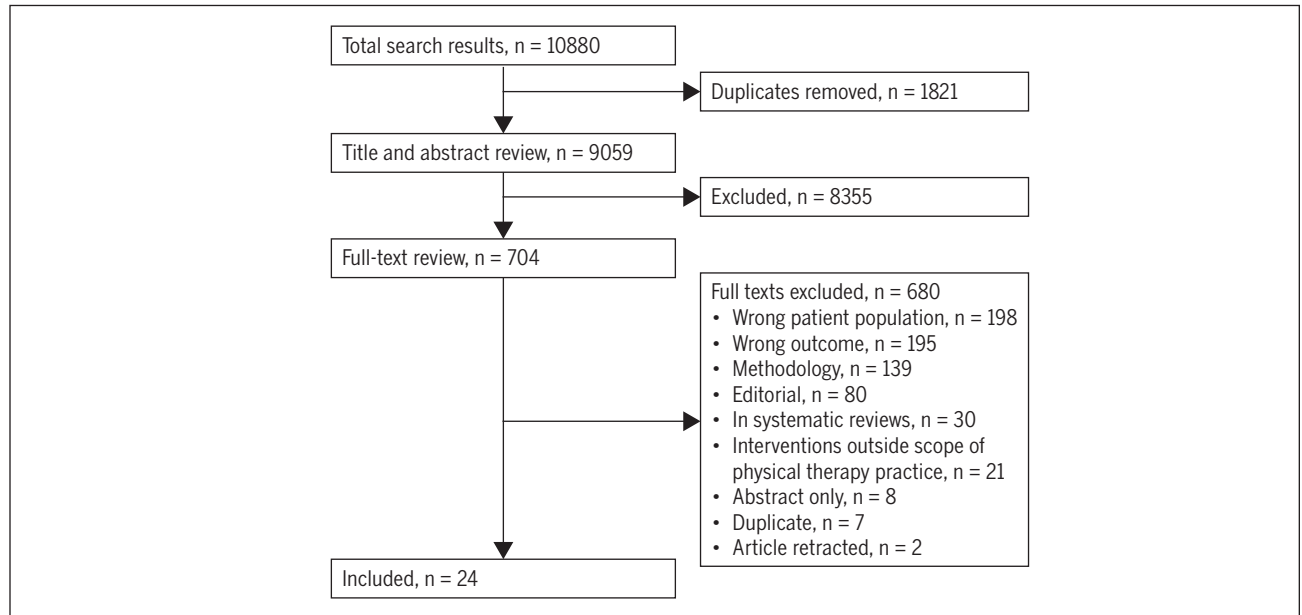 Total search results, n = 10880
Duplicates removed, n = 1821
Title and abstract review, n = 9059
Excluded, n = 8355
Full-text review, n = 704
Full texts excluded, n = 680
• Wrong patient population, n = 198
• Wrong outcome, n = 195
• Methodology, n = 139
• Editorial, n = 80
• In systematic reviews, n = 30
• Interventions outside scope of
physical therapy practice, n = 21
• Abstract only, n = 8
• Duplicate, n = 7
• Article retracted, n = 2
Included, n = 24